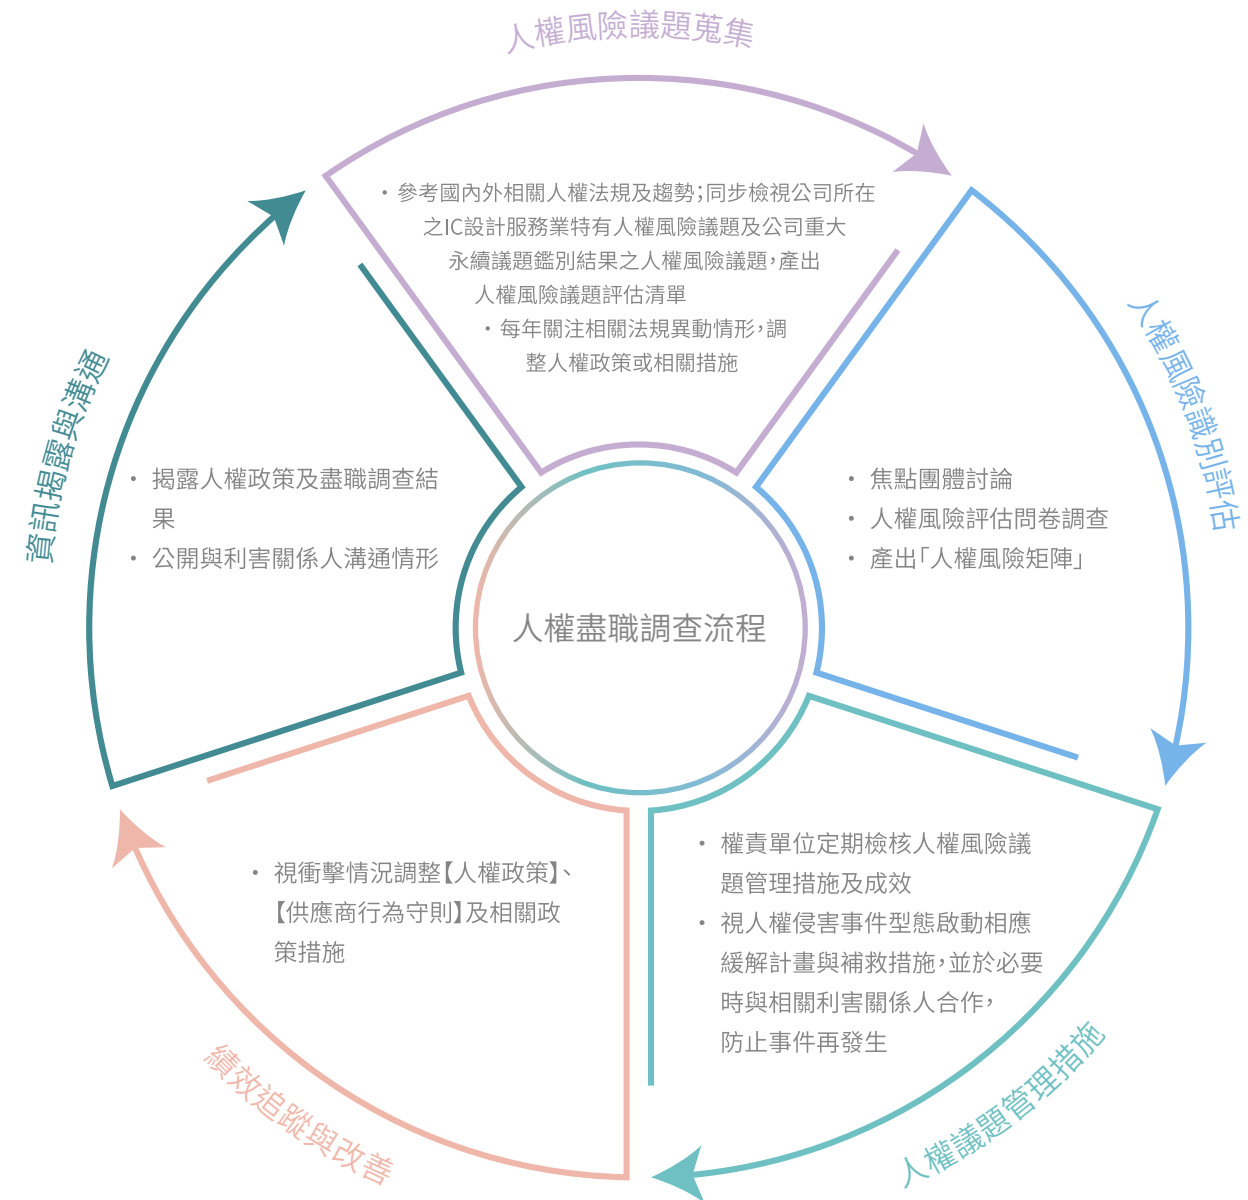 人權風險議題蒐集
• 參考國內外相關人權法規及趨勢；同步檢視公司所在
之IC設計服務業特有人權風險議題及公司重大
永續議題鑑別結果之人權風險議題，產出
人權風險議題評估清單
• 每年關注相關法規異動情形，調
整人權政策或相關措施
人權風險識別評估
• 焦點團體討論
• 人權風險評估問卷調查
• 產出「人權風險矩陣」
人權盡職調查流程
人權議題管理措施
• 權責單位定期檢核人權風險議
題管理措施及成效
• 視人權侵害事件型態啟動相應
緩解計畫與補救措施，並於必要
時與相關利害關係人合作，
防止事件再發生
績效追蹤與改善
• 視衝擊情況調整【人權政策】、
【供應商行為守則】及相關政
策措施
資訊揭露與溝通
• 揭露人權政策及盡職調查結
果
• 公開與利害關係人溝通情形